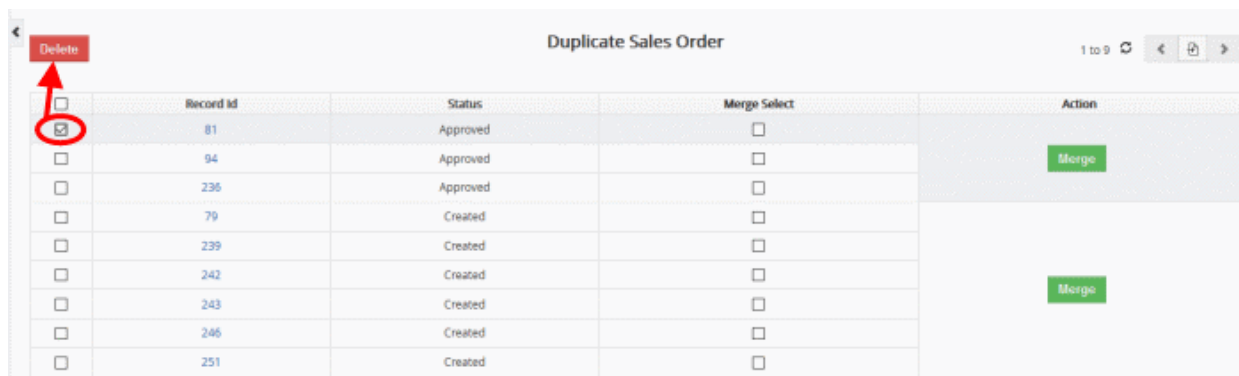 Delete
Duplicate Sales Order
1 to 9
Record Id Status Merge Select Action
81 Approved
94 Approved Merge
236 Approved
79 Created
239 Created
242 Created
243 Created Merge
246 Created
251 Created